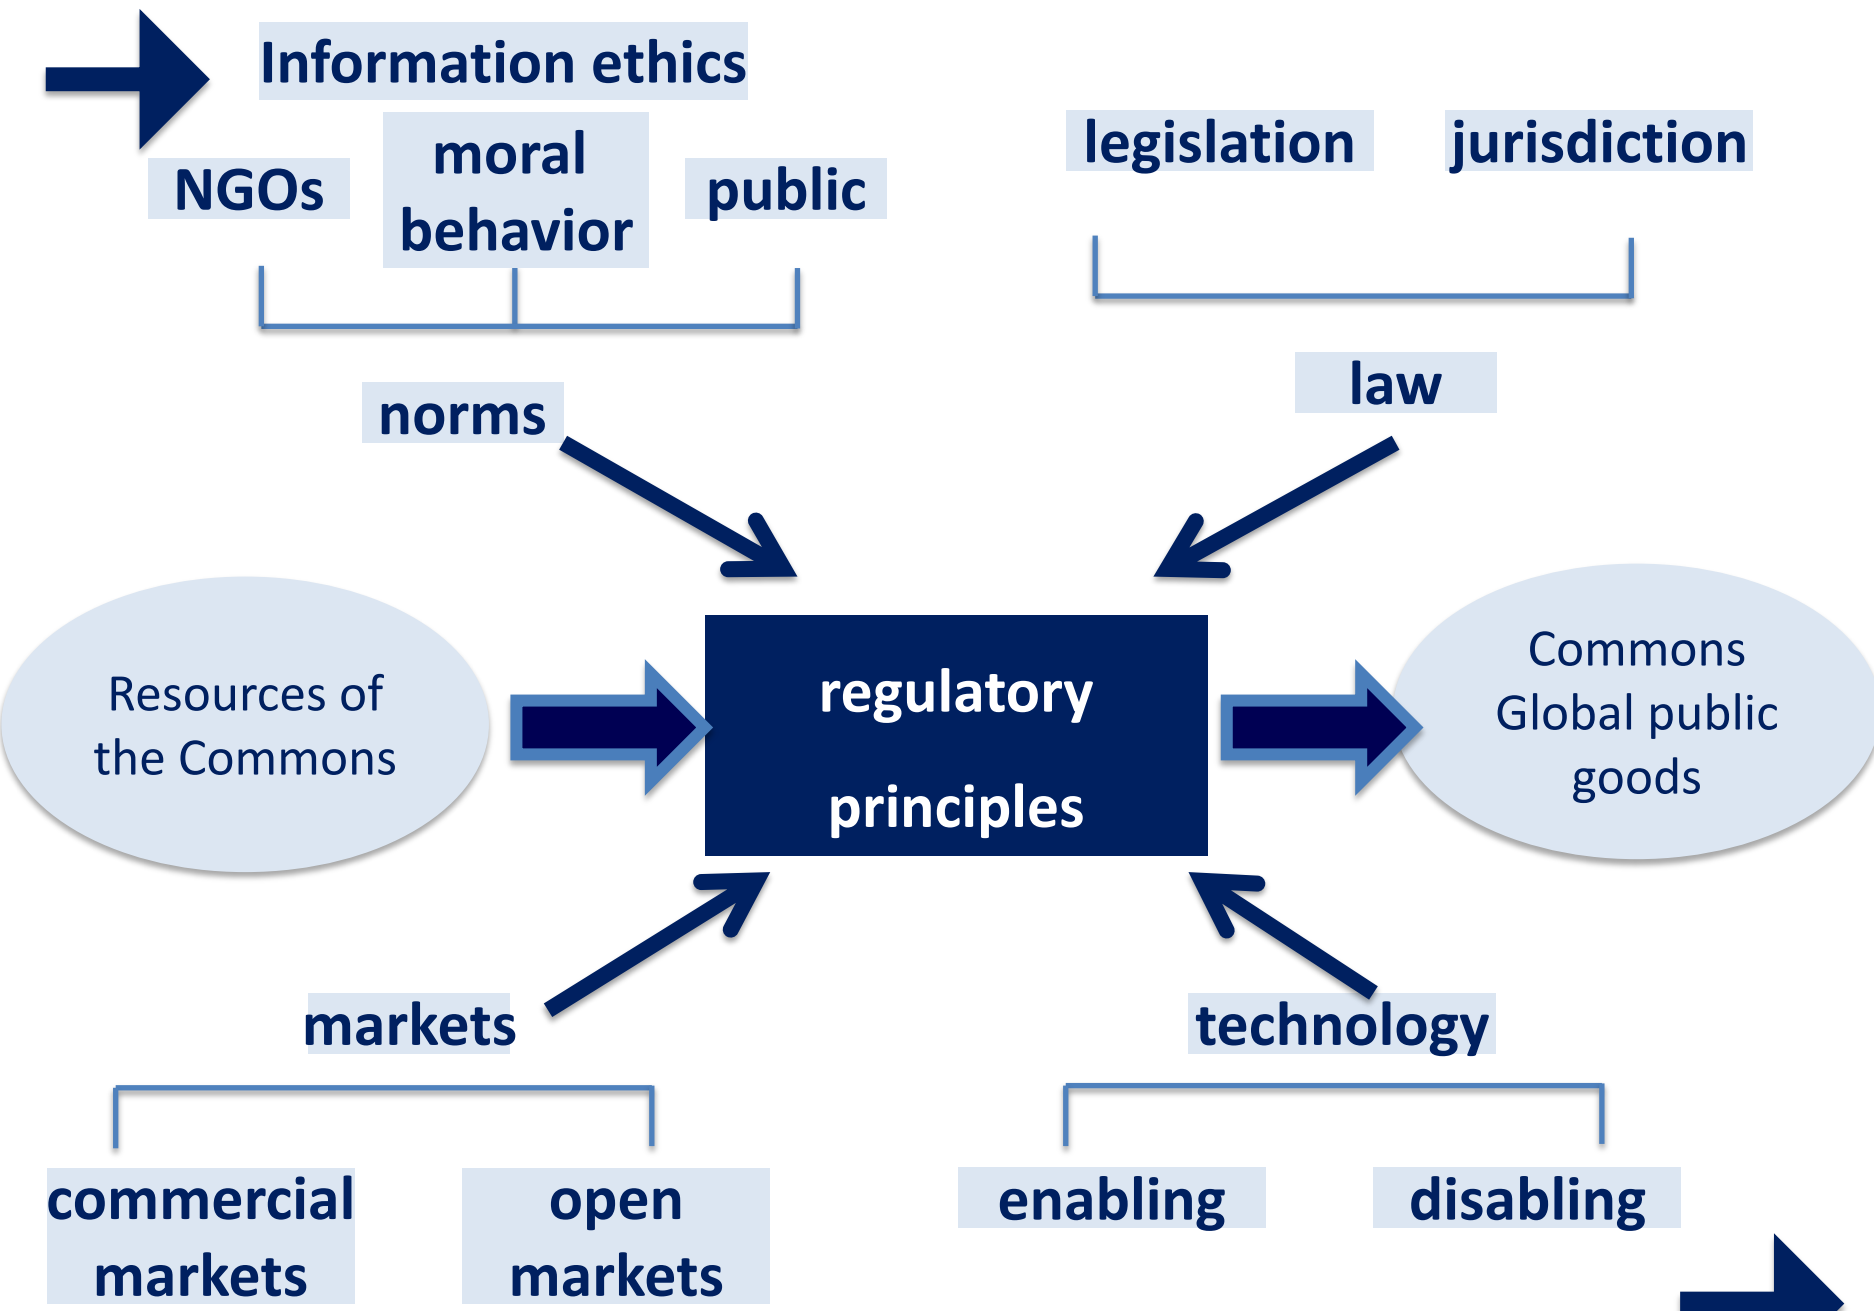 Information ethics
NGOs
moral
behavior
public
legislation
jurisdiction
norms
law
Resources of
the Commons
regulatory
principles
Commons
Global public
goods
markets
technology
commercial
markets
open
markets
enabling
disabling